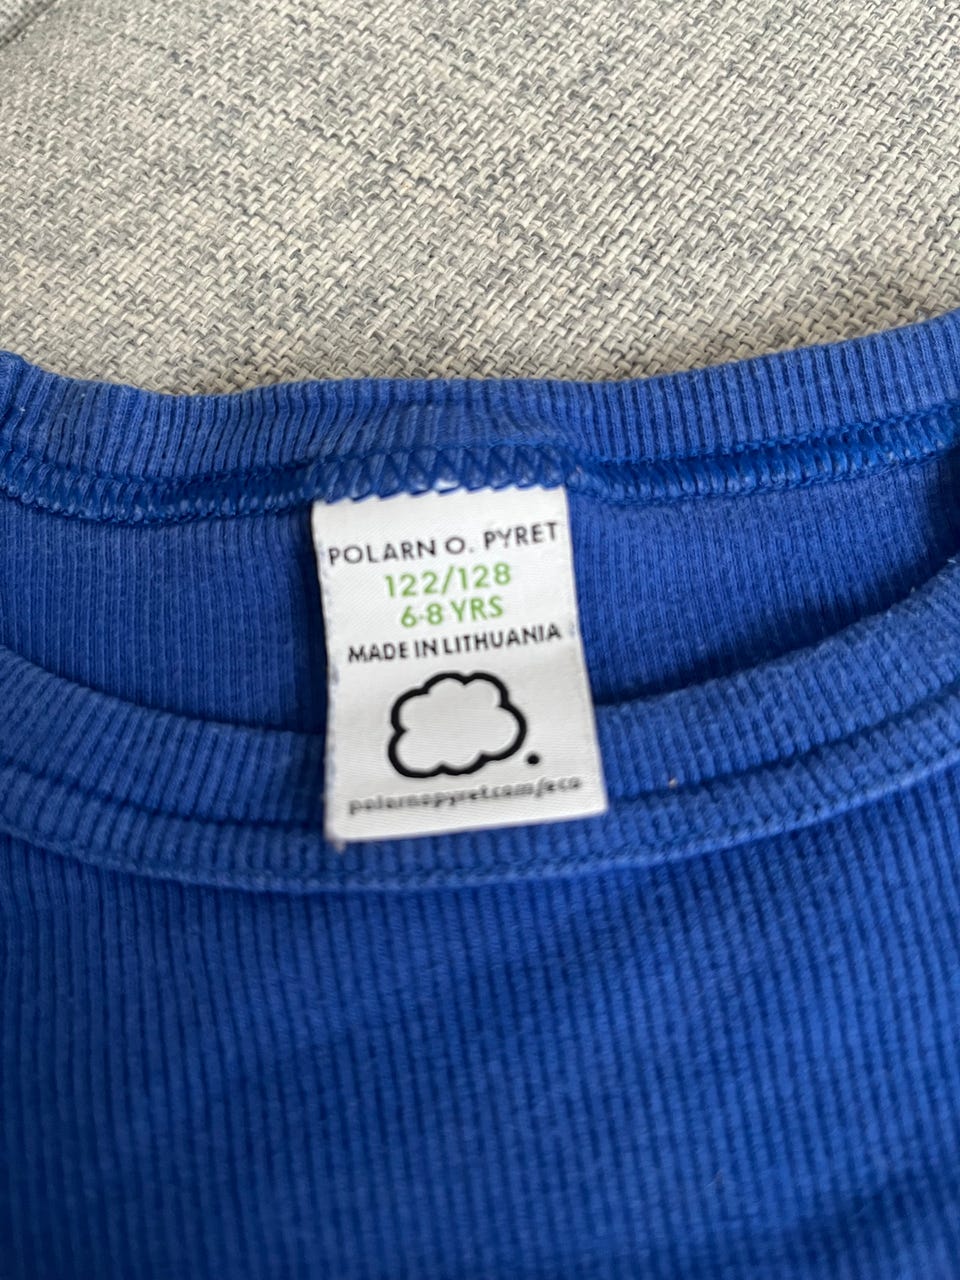 POLARN O. PYRET
122/128
6-8 YRS
MADE IN LITHUANIA
polarnopyret.com/eco